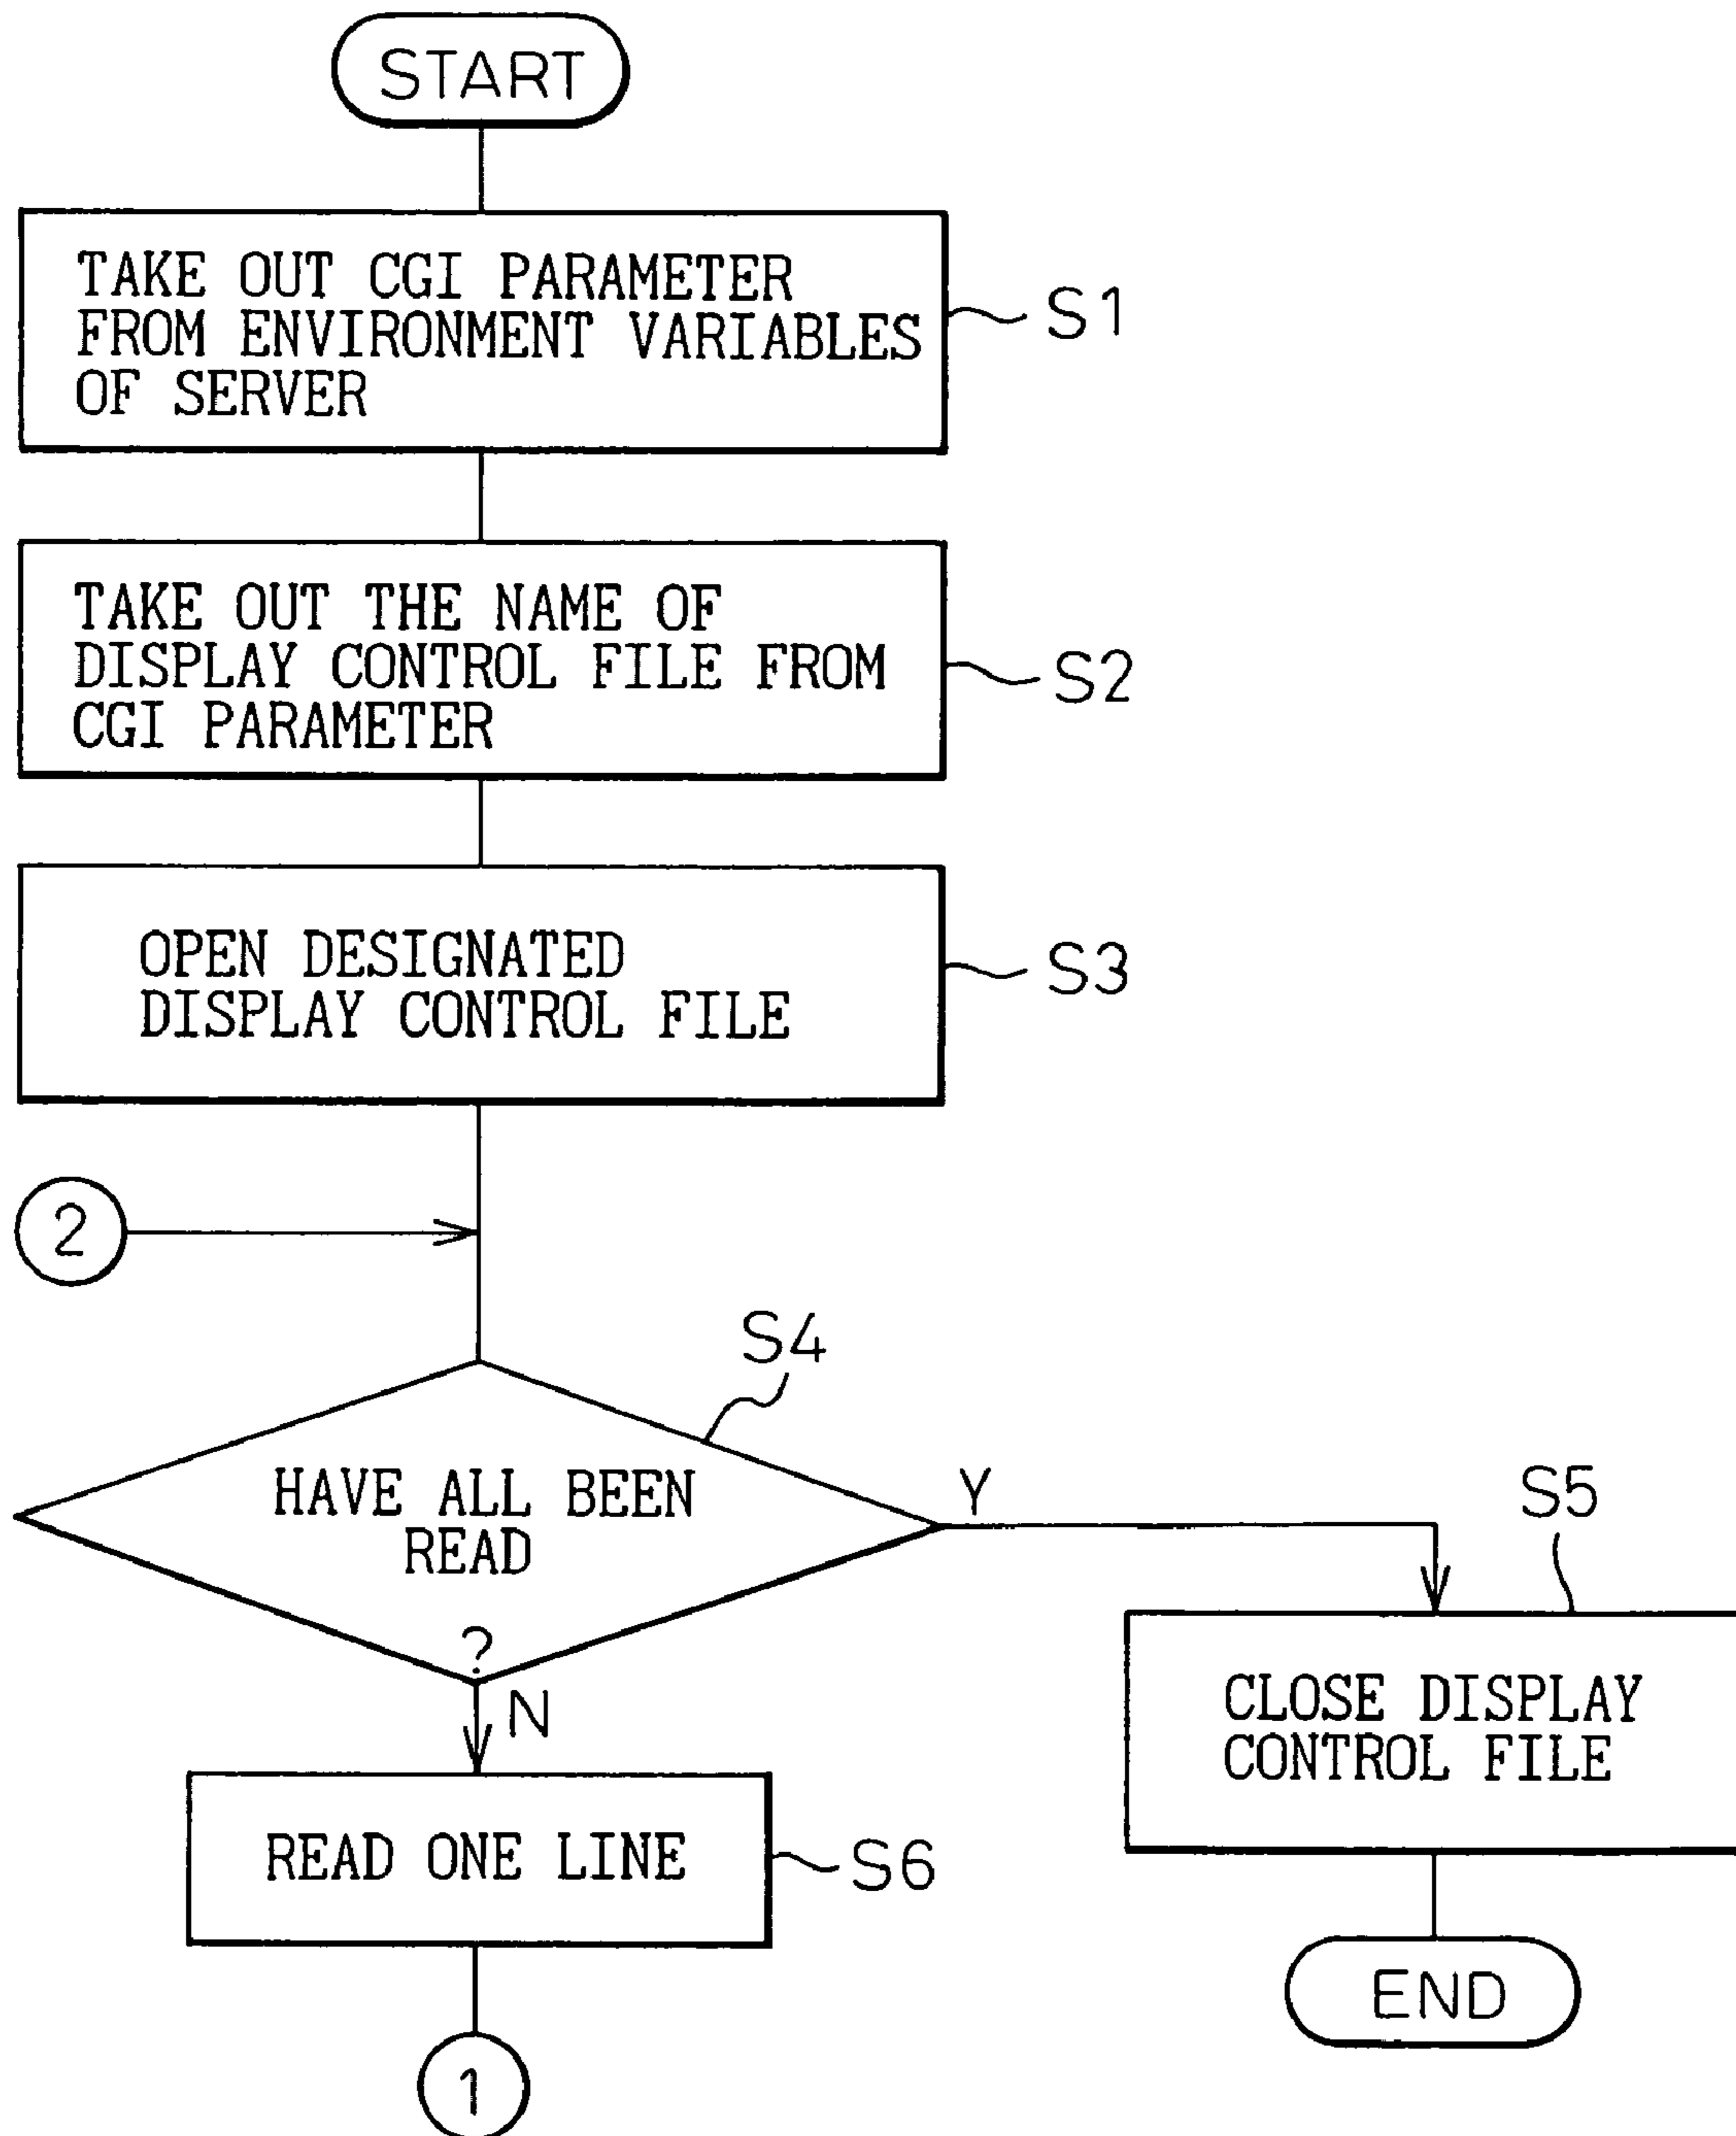 START
TAKE OUT CGI PARAMETER
FROM ENVIRONMENT VARIABLES
OF SERVER
S1
TAKE OUT THE NAME OF
DISPLAY CONTROL FILE FROM
CGI PARAMETER
S2
OPEN DESIGNATED
DISPLAY CONTROL FILE
S3
2
S4
HAVE ALL BEEN
READ
?
Y
N
S5
CLOSE DISPLAY
CONTROL FILE
READ ONE LINE
S6
END
1